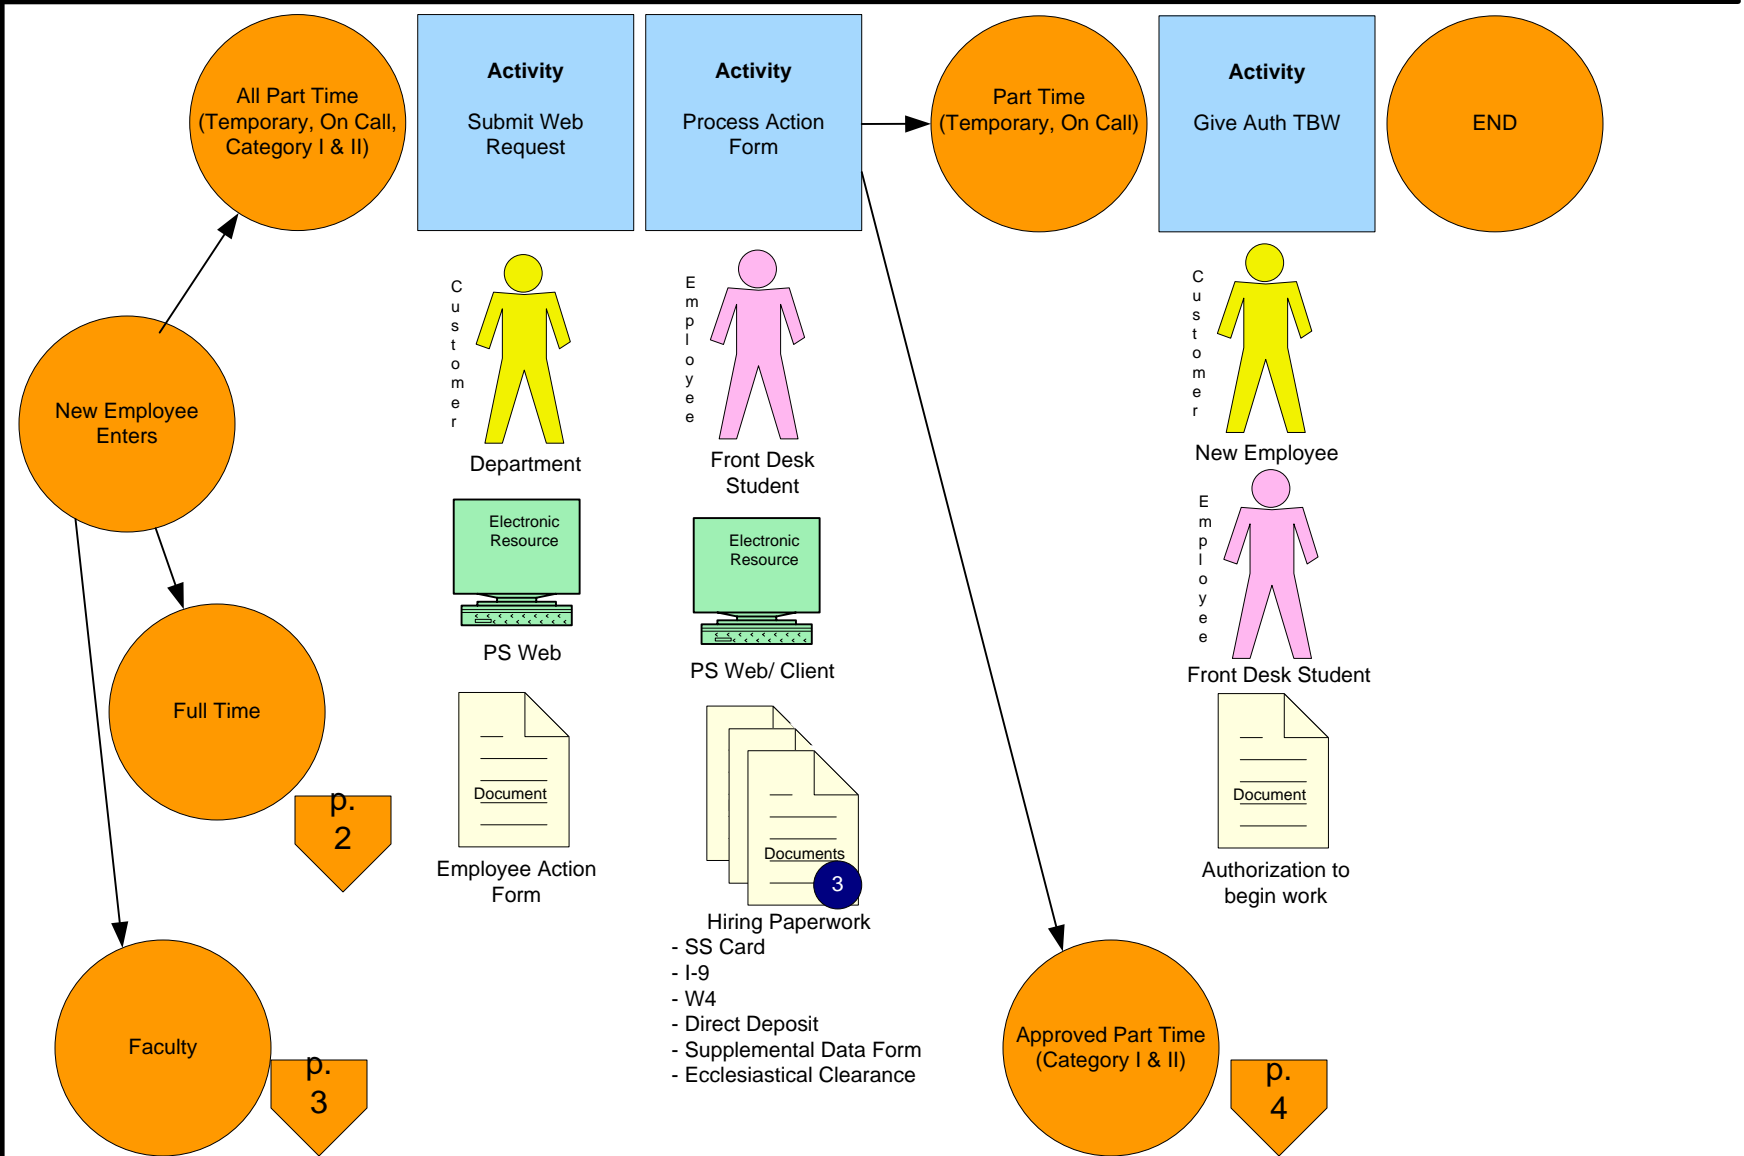 All Part Time
(Temporary, On Call,
Category I & II)
Activity
Submit Web
Request
Activity
Process Action
Form
Part Time
(Temporary, On Call)
Activity
Give Auth TBW
END
New Employee
Enters
Customer
Department
Electronic
Resource
PS Web
Document
Employee Action
Form
Employee
Front Desk
Student
Electronic
Resource
PS Web/ Client
Documents
3
Hiring Paperwork
- SS Card
- I-9
- W4
- Direct Deposit
- Supplemental Data Form
- Ecclesiastical Clearance
Customer
New Employee
Employee
Front Desk Student
Document
Authorization to
begin work
Full Time
p.
2
Faculty
p.
3
Approved Part Time
(Category I & II)
p.
4